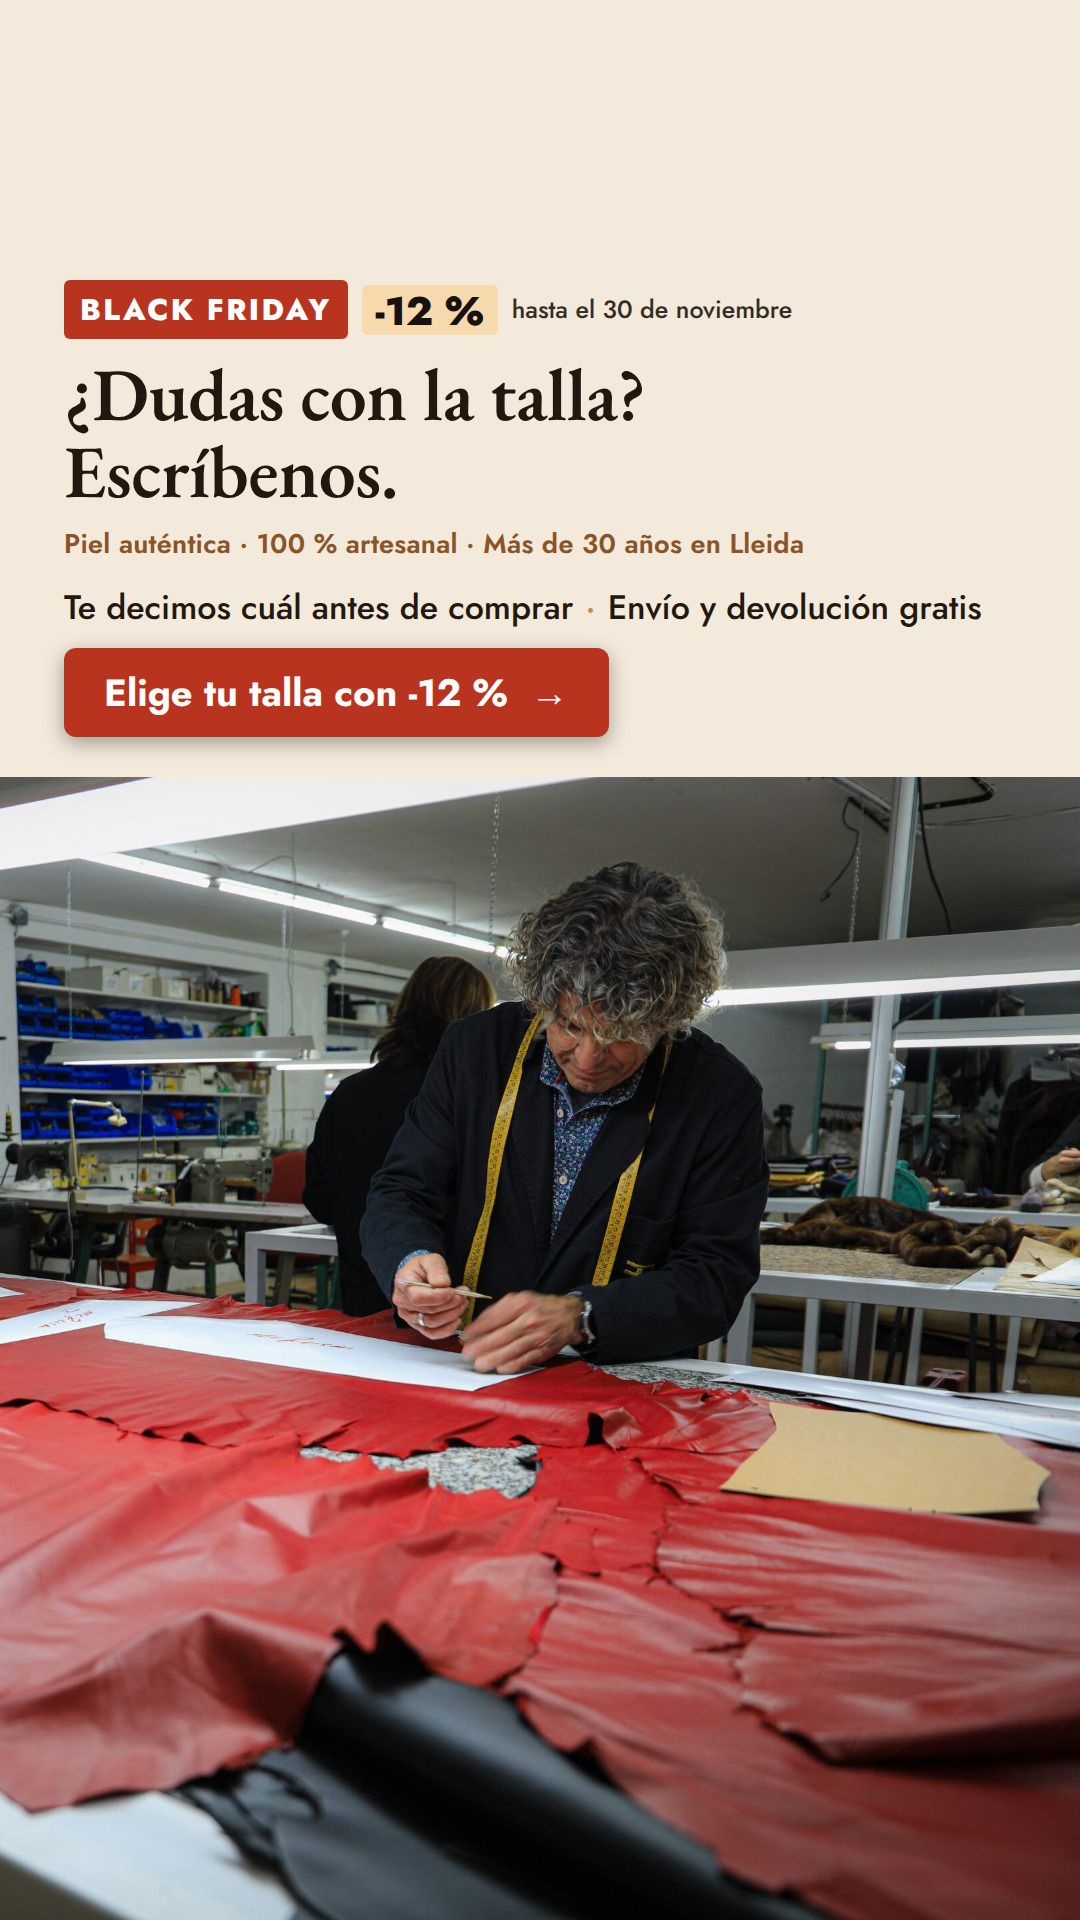 BLACK FRIDAY -12 % hasta el 30 de noviembre
¿Dudas con la talla?
Escríbenos.
Piel auténtica · 100 % artesanal · Más de 30 años en Lleida
Te decimos cuál antes de comprar · Envío y devolución gratis
Elige tu talla con -12 % →